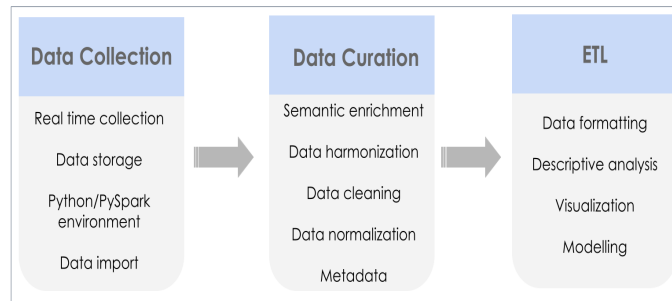 Data Collection
Real time collection
Data storage
Python/PySpark
environment
Data import
Data Curation
Semantic enrichment
Data harmonization
Data cleaning
Data normalization
Metadata
ETL
Data formatting
Descriptive analysis
Visualization
Modelling